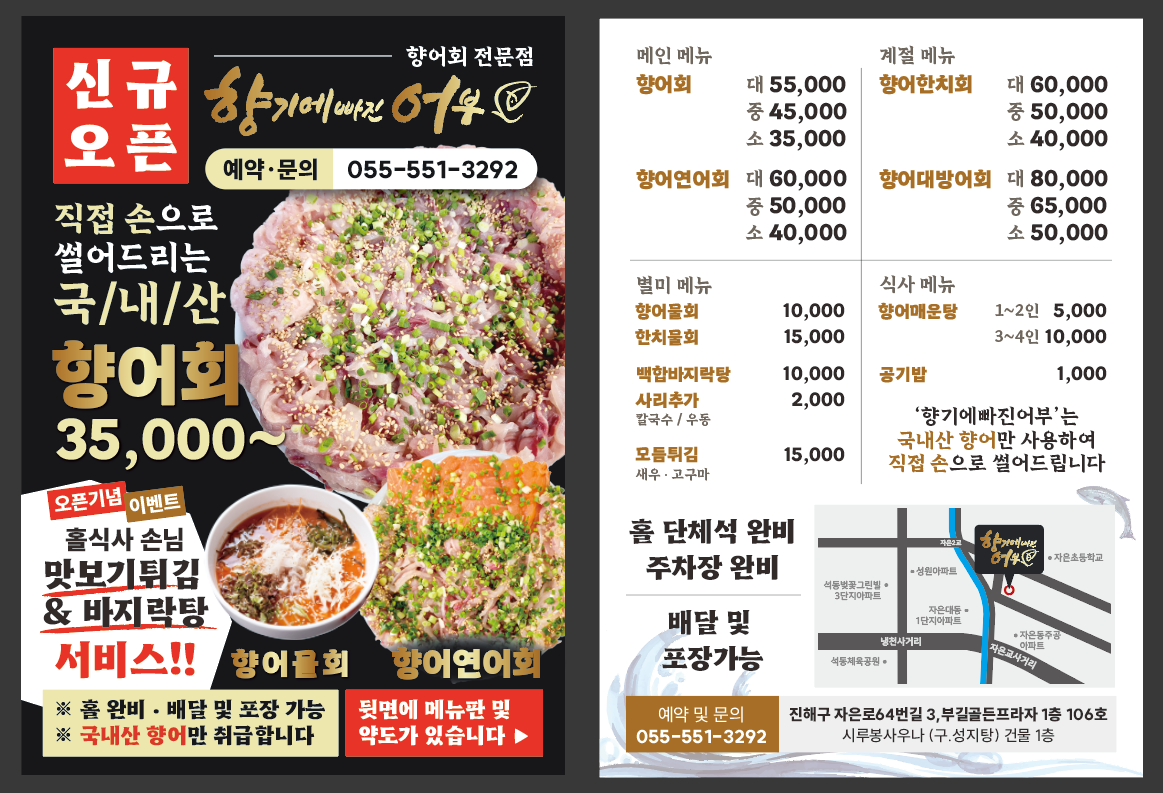 신규
오픈
향어회 전문점
향기에빠진 어부
예약·문의 055-551-3292
직접 손으로
썰어드리는
국/내/산
향어회
35,000~
오픈기념 이벤트
홀식사 손님
맛보기튀김
& 바지락탕
서비스!!
향어물회
향어연어회
※ 홀 완비 · 배달 및 포장 가능
※ 국내산 향어만 취급합니다
뒷면에 메뉴판 및
약도가 있습니다 ▶
메인 메뉴
향어회 대 55,000
중 45,000
소 35,000
향어연어회 대 60,000
중 50,000
소 40,000
계절 메뉴
향어한치회 대 60,000
중 50,000
소 40,000
향어대방어회 대 80,000
중 65,000
소 50,000
별미 메뉴
향어물회 10,000
한치물회 15,000
백합바지락탕 10,000
사리추가 2,000
칼국수 / 우동
모듬튀김 15,000
새우 · 고구마
식사 메뉴
향어매운탕 1~2인 5,000
3~4인 10,000
공기밥 1,000
‘향기에빠진어부’는
국내산 향어만 사용하여
직접 손으로 썰어드립니다
홀 단체석 완비
주차장 완비
배달 및
포장가능
자은2교
향기에빠진
어부
자은초등학교
성원아파트
석동벚꽃그린빌
3단지아파트
자은대동
1단지아파트
냉천사거리
자은동주공
아파트
자은교사거리
석동체육공원
예약 및 문의
055-551-3292
진해구 자은로64번길 3,부길골든프라자 1층 106호
시루봉사우나 (구.성지탕) 건물 1층